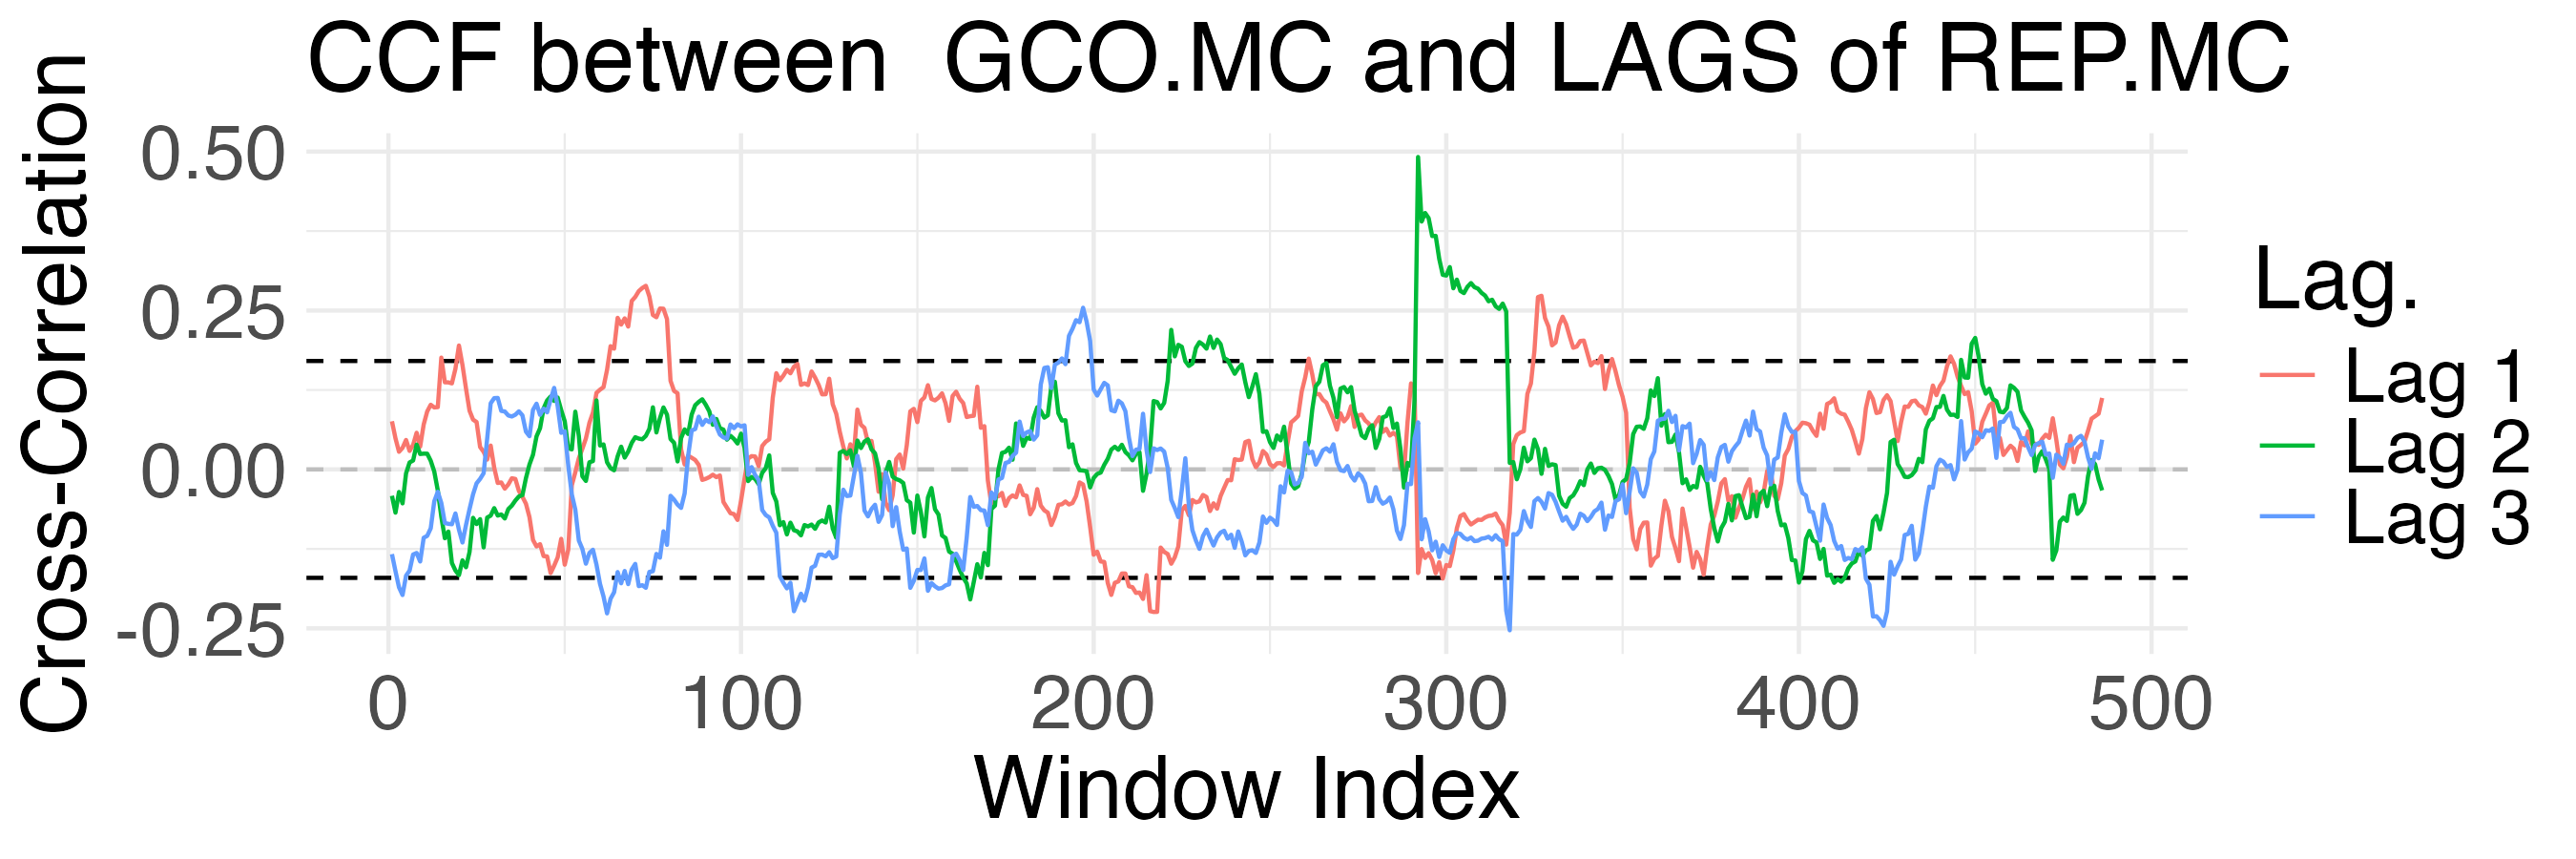 CCF between  GCO.MC and LAGS of REP.MC
Cross-Correlation
0.50
0.25
0.00
-0.25
0
100
200
300
400
500
Window Index
Lag.
Lag 1
Lag 2
Lag 3